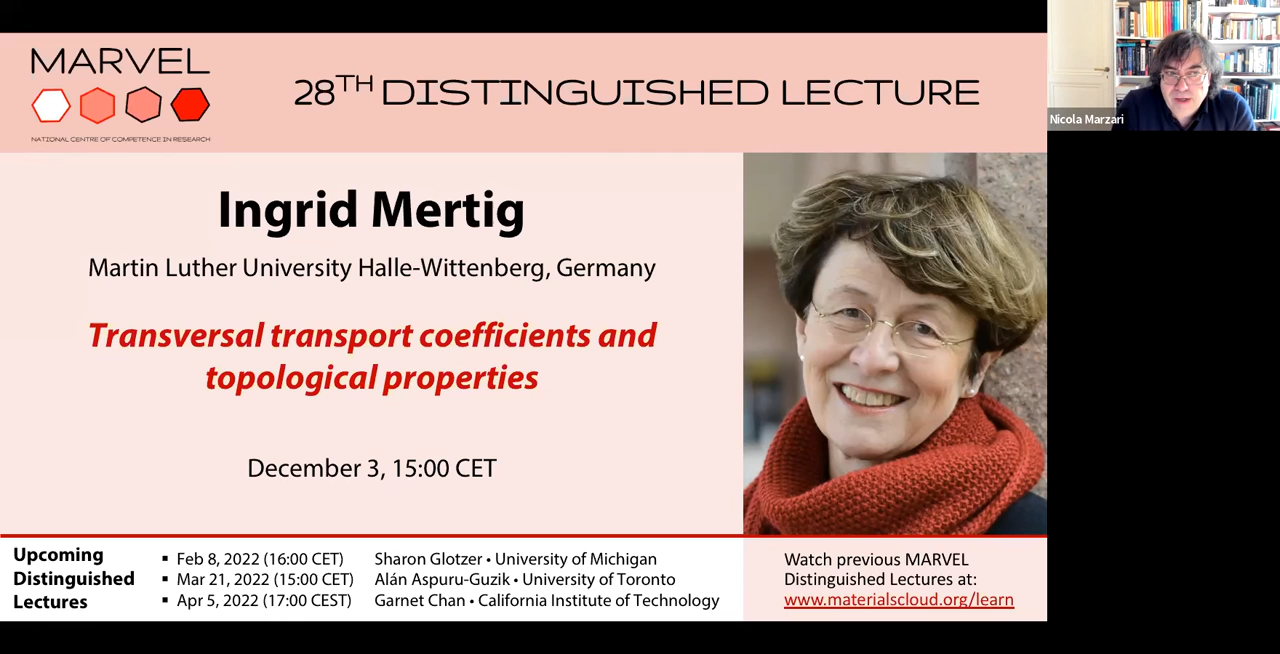 MARVEL
NATIONAL CENTRE OF COMPETENCE IN RESEARCH
28TH DISTINGUISHED LECTURE
Nicola Marzari
Ingrid Mertig
Martin Luther University Halle-Wittenberg, Germany
Transversal transport coefficients and
topological properties
December 3, 15:00 CET
Upcoming
Distinguished
Lectures
▪ Feb 8, 2022 (16:00 CET) Sharon Glotzer • University of Michigan
▪ Mar 21, 2022 (15:00 CET) Alán Aspuru-Guzik • University of Toronto
▪ Apr 5, 2022 (17:00 CEST) Garnet Chan • California Institute of Technology
Watch previous MARVEL
Distinguished Lectures at:
www.materialscloud.org/learn